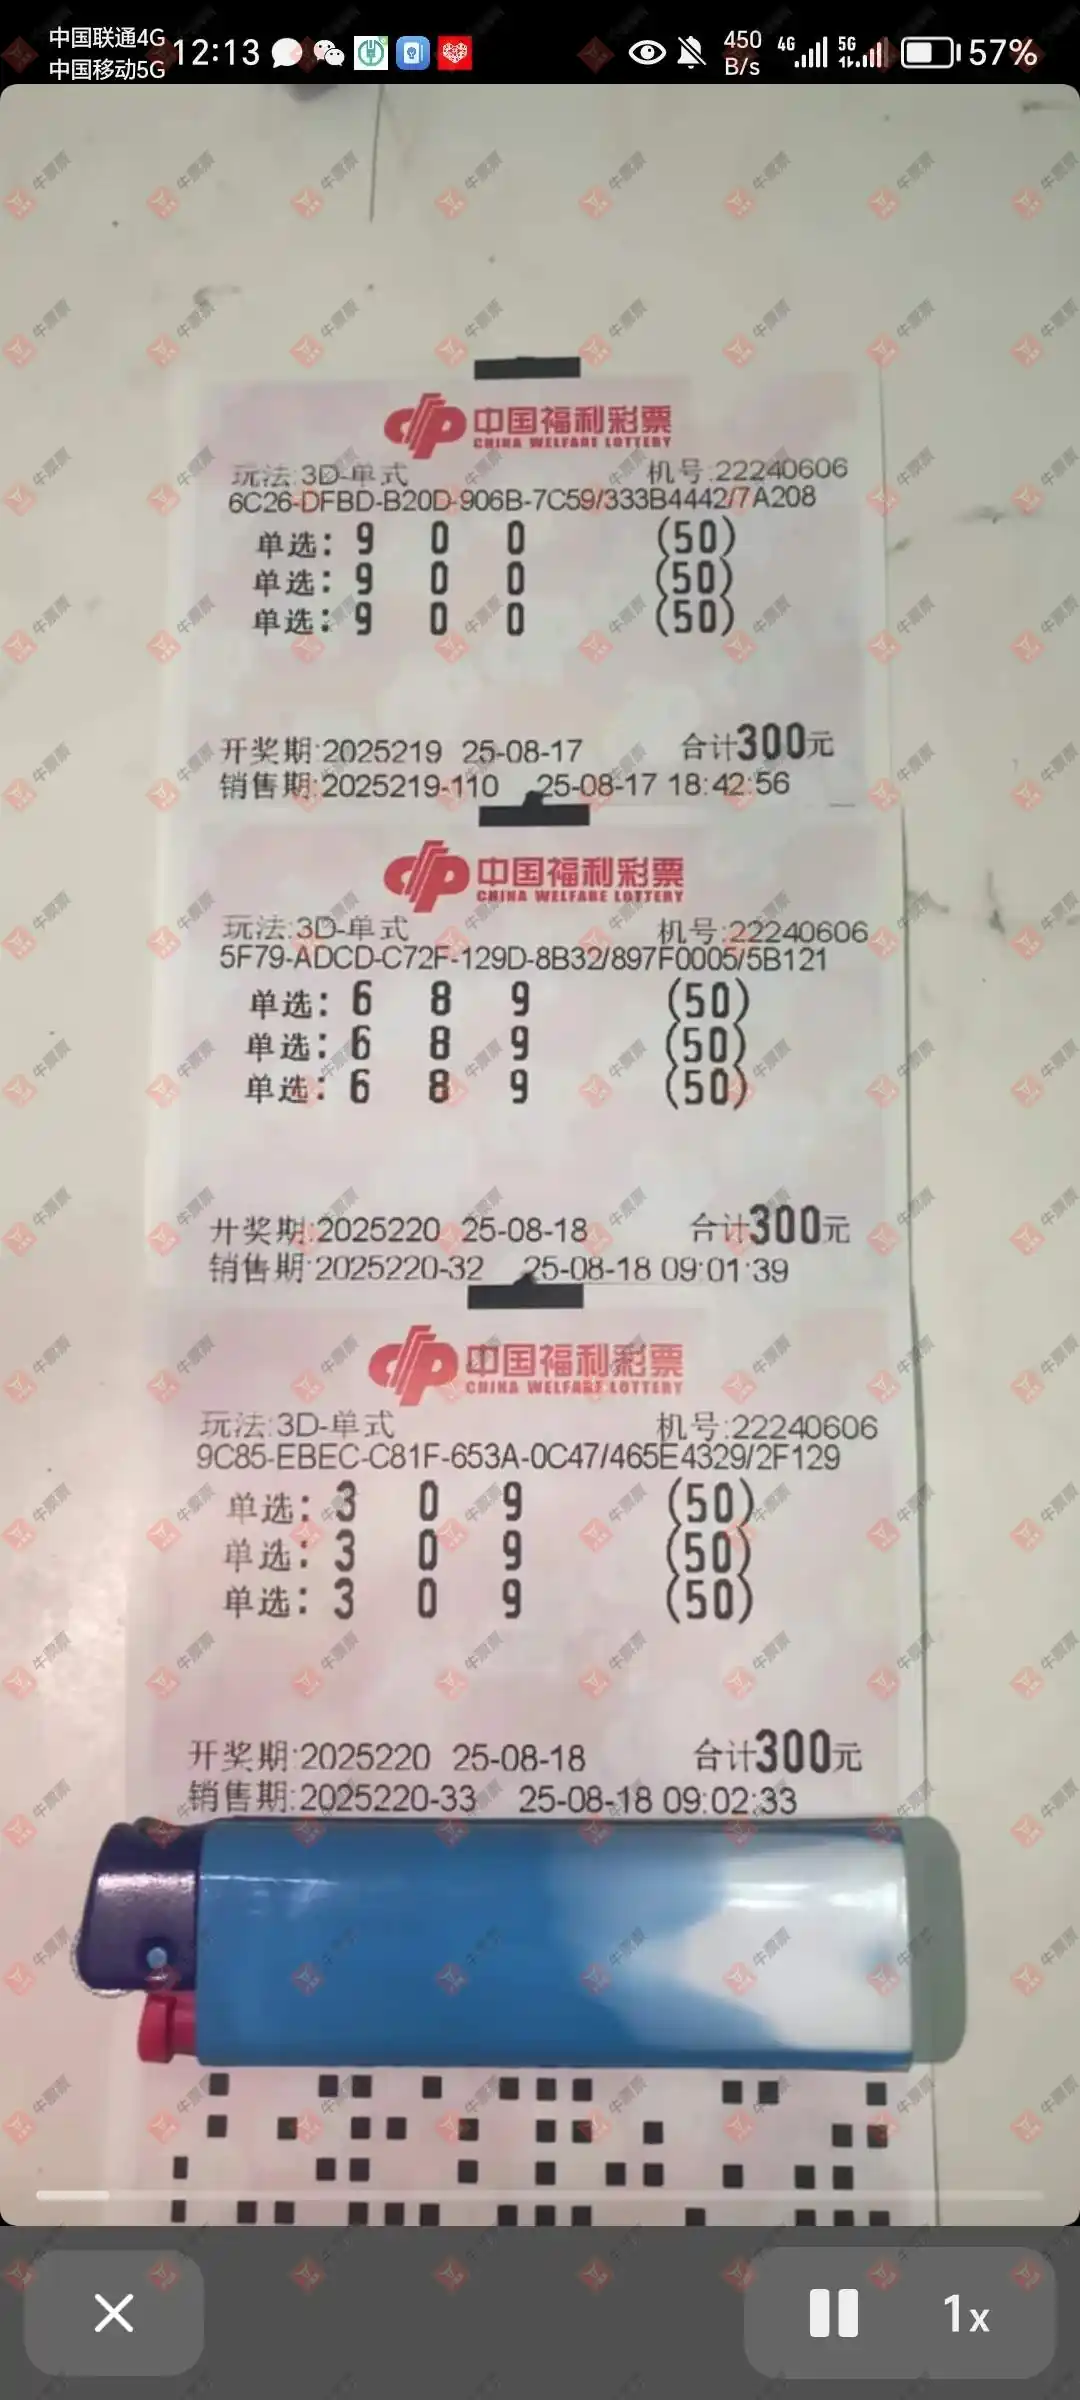 中国联通4G
中国移动5G
12:13
450
B/s
4G
5G
57%
中国福利彩票
CHINA WELFARE LOTTERY
玩法:3D-单式 机号:22240606
6C26-DFBD-B20D-906B-7C59/333B4442/7A208
单选: 9 0 0 (50)
单选: 9 0 0 (50)
单选: 9 0 0 (50)
开奖期:2025219 25-08-17 合计300元
销售期:2025219-110 25-08-17 18:42:56
中国福利彩票
CHINA WELFARE LOTTERY
玩法:3D-单式 机号:22240606
5F79-ADCD-C72F-129D-8B32/897F0005/5B121
单选: 6 8 9 (50)
单选: 6 8 9 (50)
单选: 6 8 9 (50)
开奖期:2025220 25-08-18 合计300元
销售期:2025220-32 25-08-18 09:01:39
中国福利彩票
CHINA WELFARE LOTTERY
玩法:3D-单式 机号:22240606
9C85-EBEC-C81F-653A-0C47/465E4329/2F129
单选: 3 0 9 (50)
单选: 3 0 9 (50)
单选: 3 0 9 (50)
开奖期:2025220 25-08-18 合计300元
销售期:2025220-33 25-08-18 09:02:33
1x